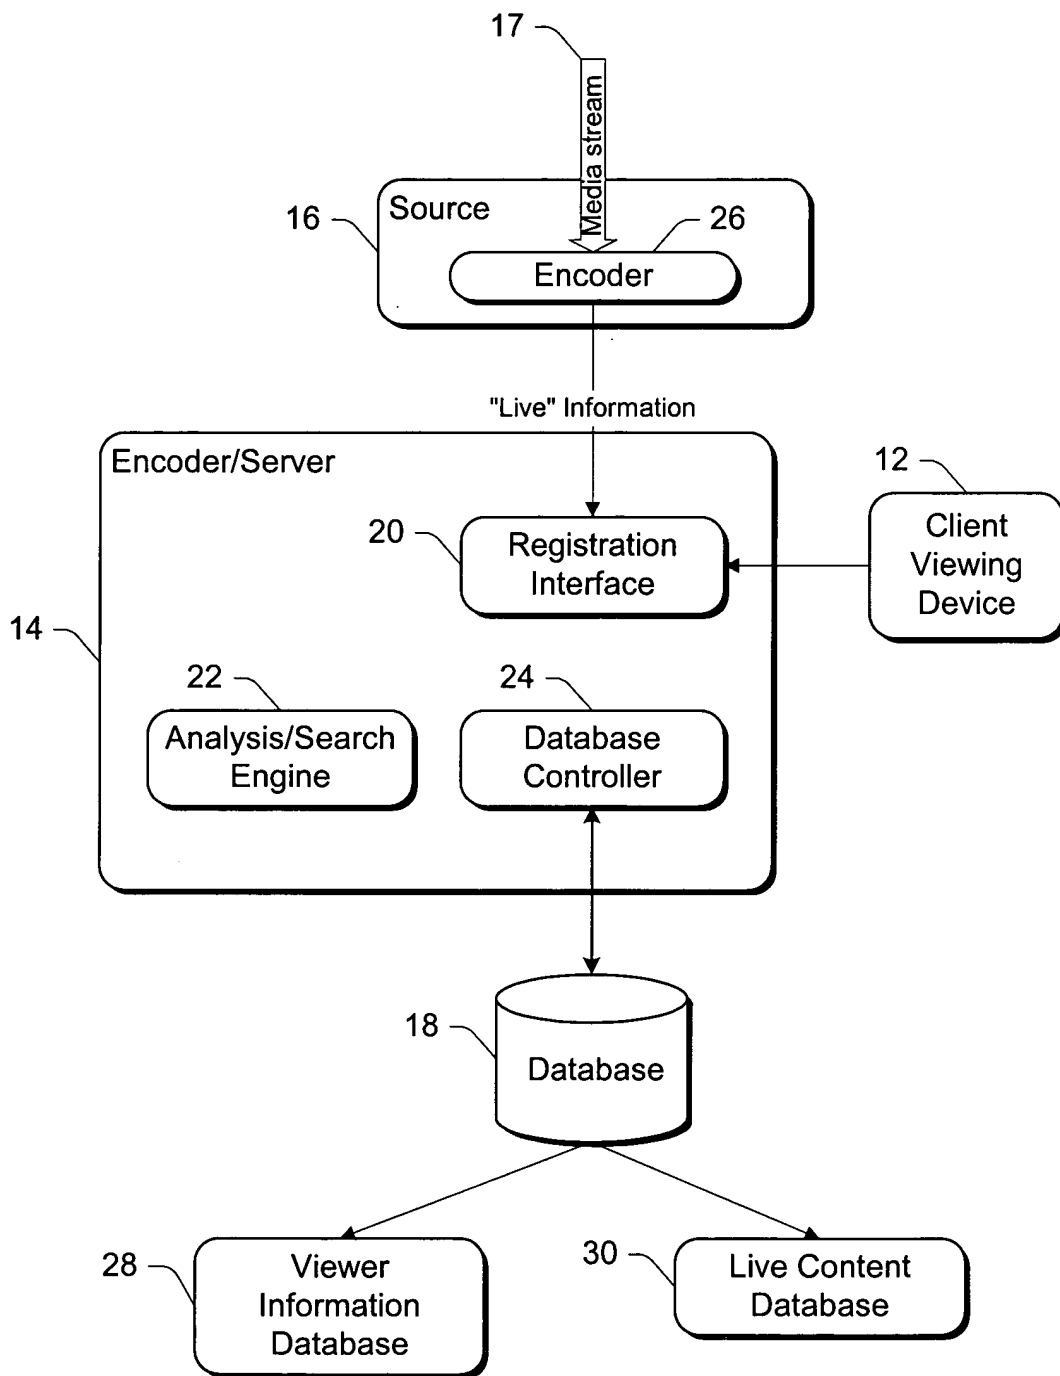 17
Media stream
Source
16
26
Encoder
"Live" Information
Encoder/Server
12
Client
Viewing
Device
20
Registration
Interface
14
22
24
Analysis/Search
Engine
Database
Controller
18
Database
28
Viewer
Information
Database
30
Live Content
Database